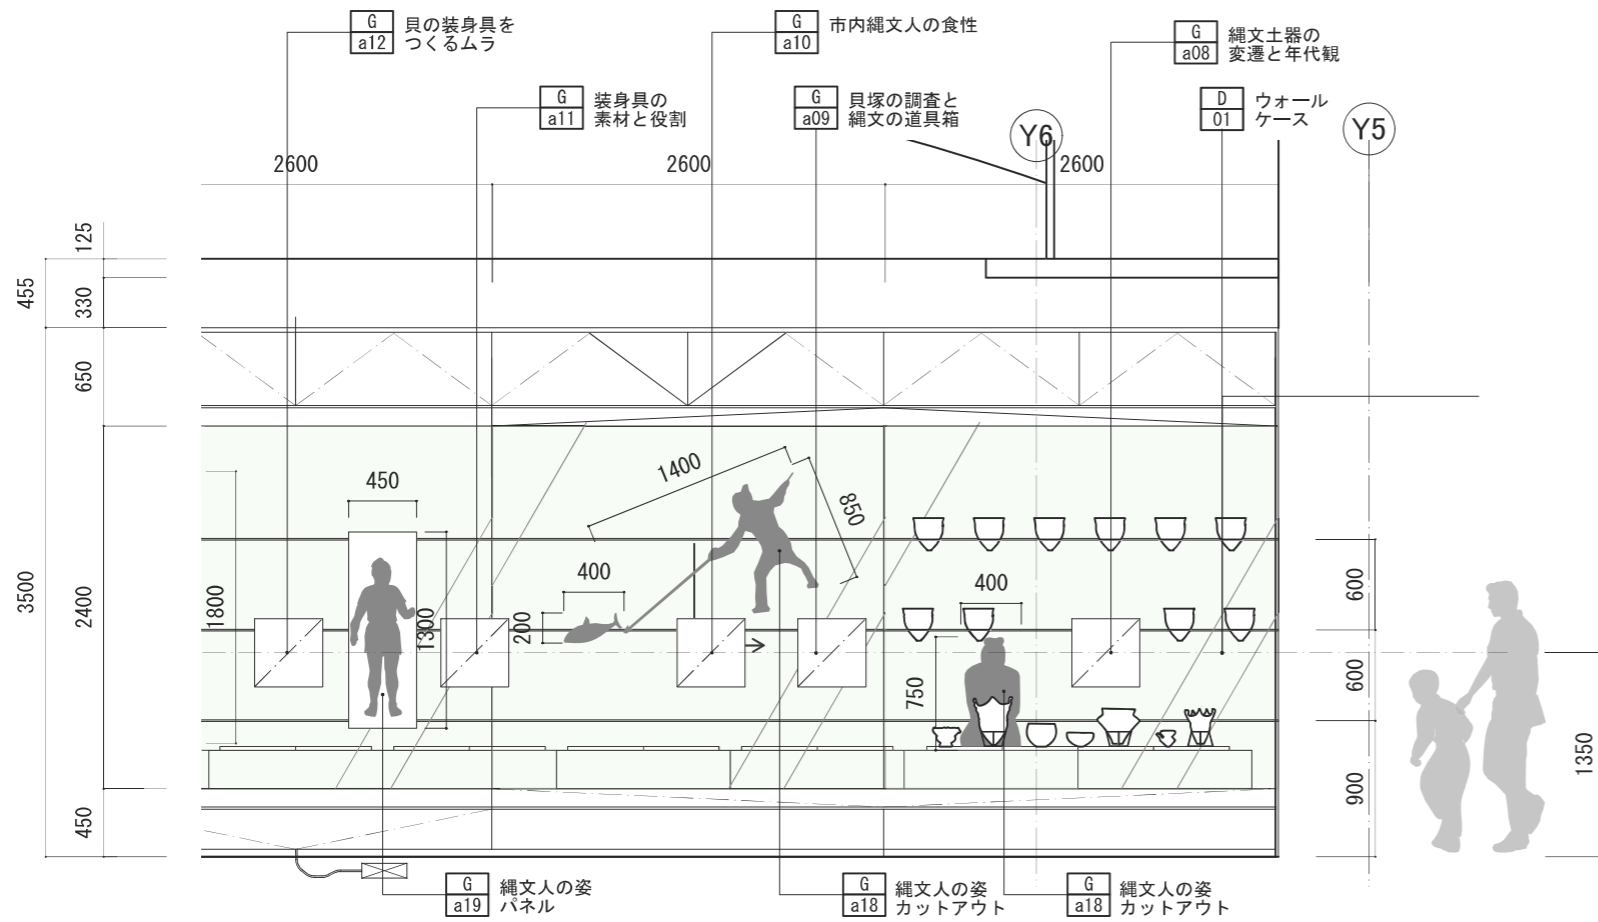 G
a12
貝の装身具を
つくるムラ
G
a10
市内縄文人の食性
G
a08
縄文土器の
変遷と年代観
G
a11
装身具の
素材と役割
G
a09
貝塚の調査と
縄文の道具箱
D
01
ウォール
ケース
Y6
Y5
2600
2600
2600
125
455
330
650
3500
2400
450
1800
450
1300
1400
850
400
200
400
750
600
600
900
1350
G
a19
縄文人の姿
パネル
G
a18
縄文人の姿
カットアウト
G
a18
縄文人の姿
カットアウト